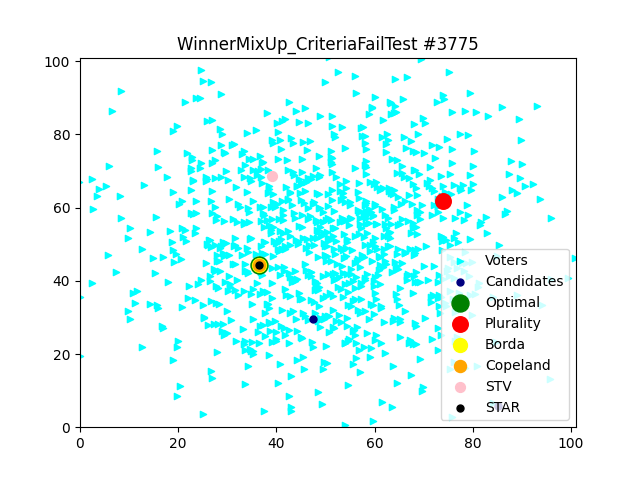 WinnerMixUp_CriteriaFailTest #3775
100
80
60
40
20
0
0 20 40 60 80 100
Voters
Candidates
Optimal
Plurality
Borda
Copeland
STV
STAR